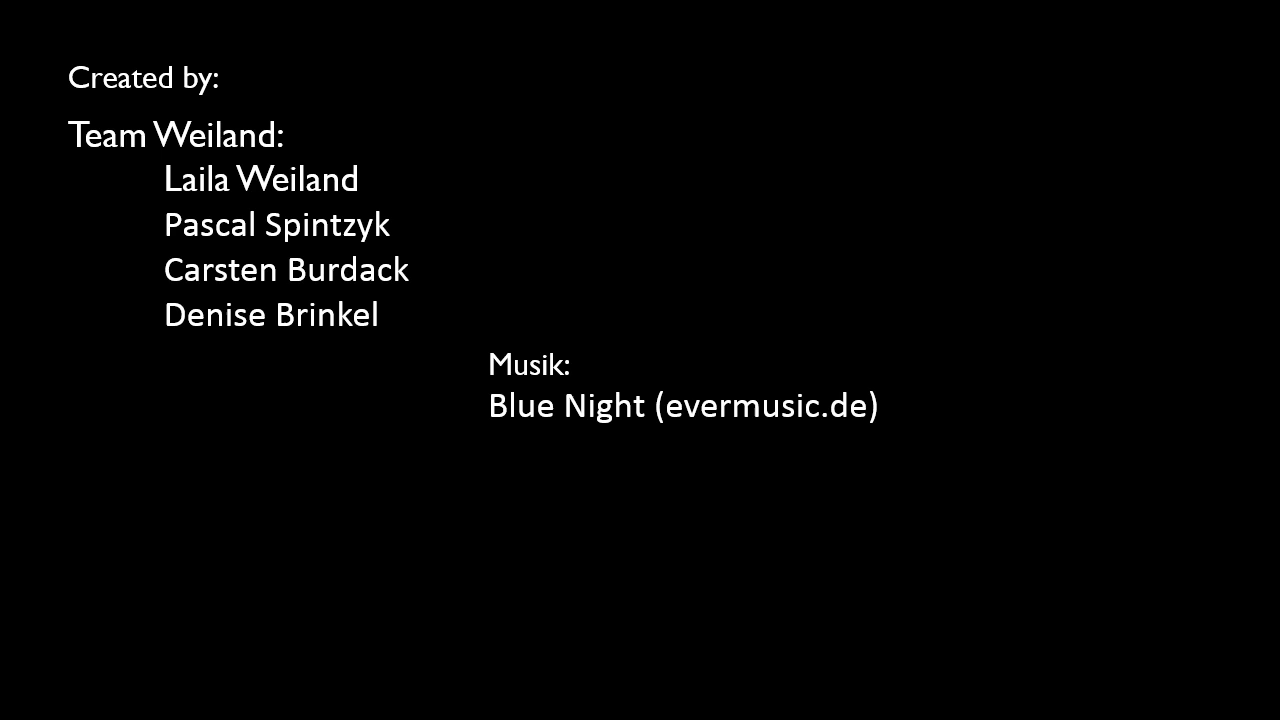 Created by:
Team Weiland:
Laila Weiland
Pascal Spintzyk
Carsten Burdack
Denise Brinkel
Musik:
Blue Night (evermusic.de)